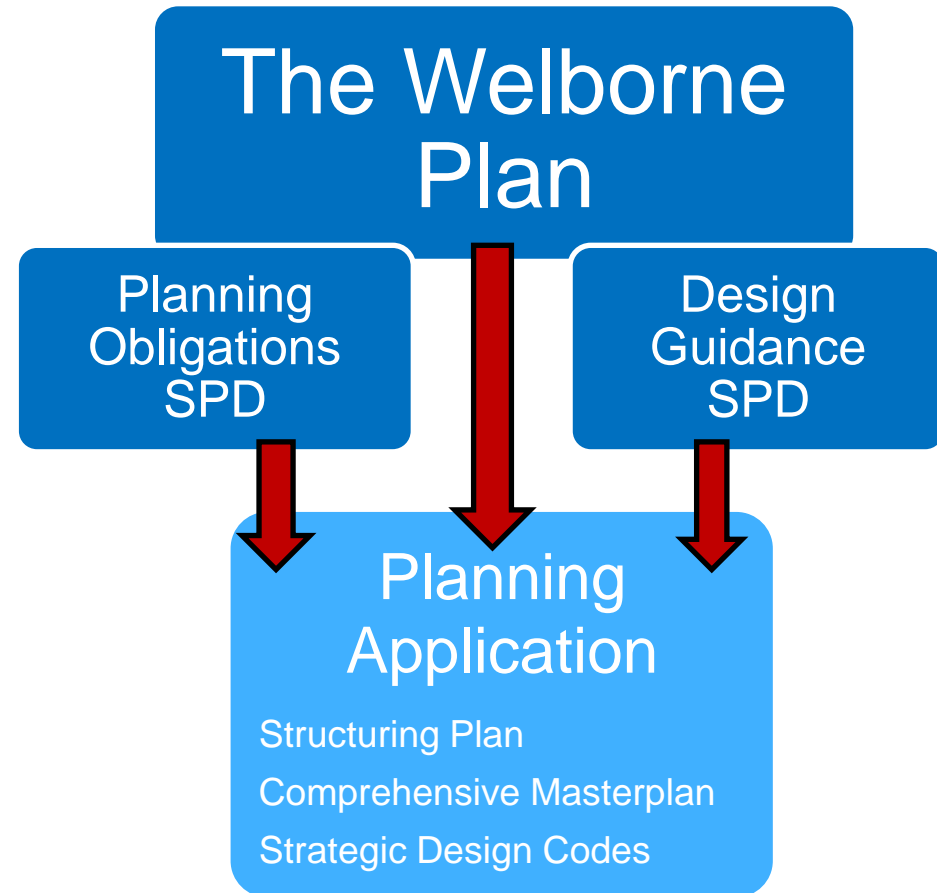 The Welborne
Plan
Planning
Obligations
SPD
Design
Guidance
SPD
Planning
Application
Structuring Plan
Comprehensive Masterplan
Strategic Design Codes